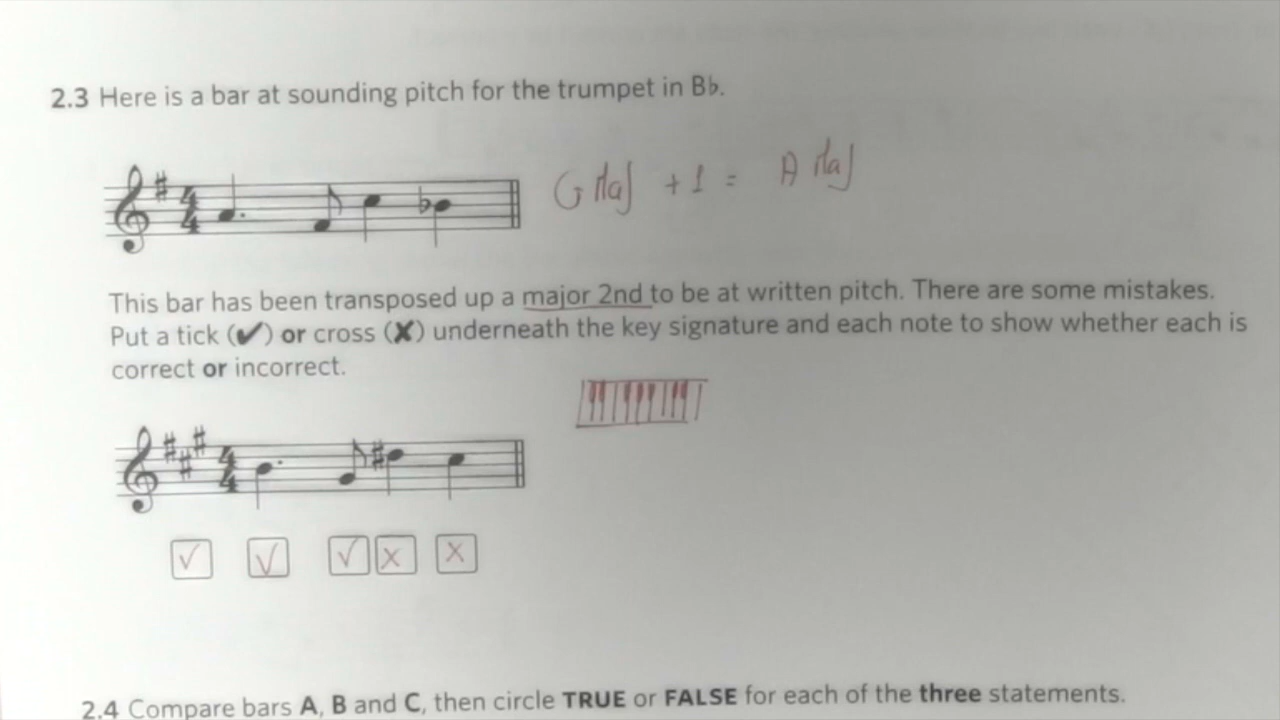 2.3 Here is a bar at sounding pitch for the trumpet in B♭.
G Maj + 1 = A Maj
This bar has been transposed up a major 2nd to be at written pitch. There are some mistakes.
Put a tick (✔) or cross (✘) underneath the key signature and each note to show whether each is
correct or incorrect.
✓ ✓ ✓ x x
2.4 Compare bars A, B and C, then circle TRUE or FALSE for each of the three statements.